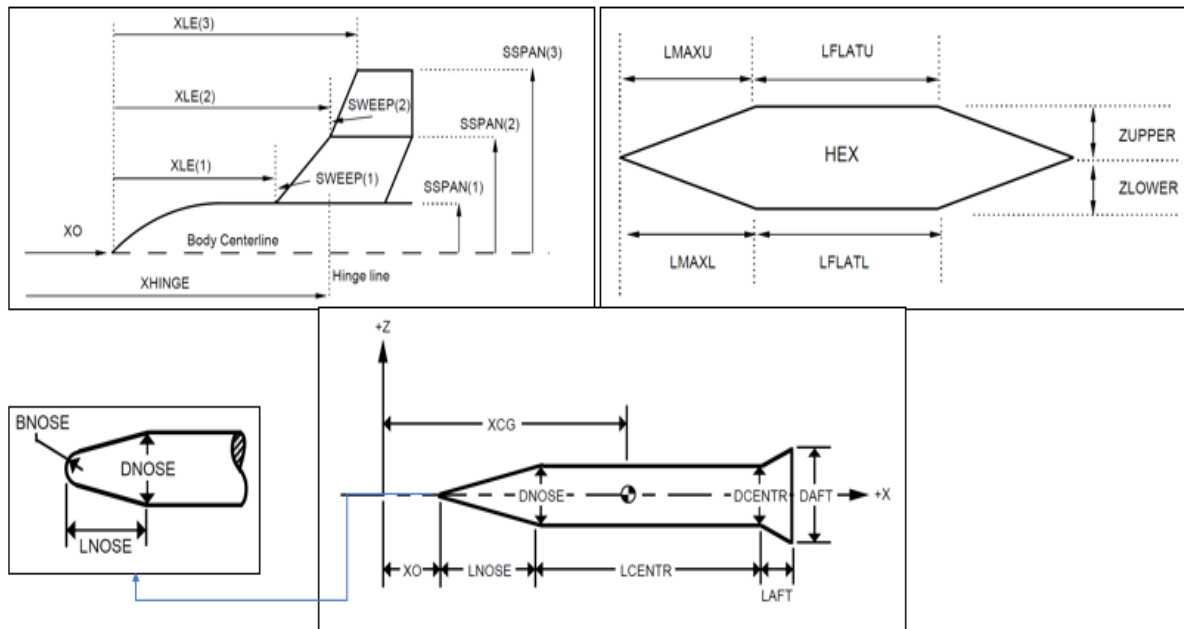 XLE(3)
SSPAN(3)
XLE(2)
SWEEP(2)
SSPAN(2)
XLE(1)
SWEEP(1)
SSPAN(1)
XO
Body Centerline
XHINGE
Hinge line
LMAXU
LFLATU
HEX
ZUPPER
ZLOWER
LMAXL
LFLATL
BNOSE
DNOSE
LNOSE
+Z
XCG
DNOSE
DCENTR
DAFT
+X
XO
LNOSE
LCENTR
LAFT